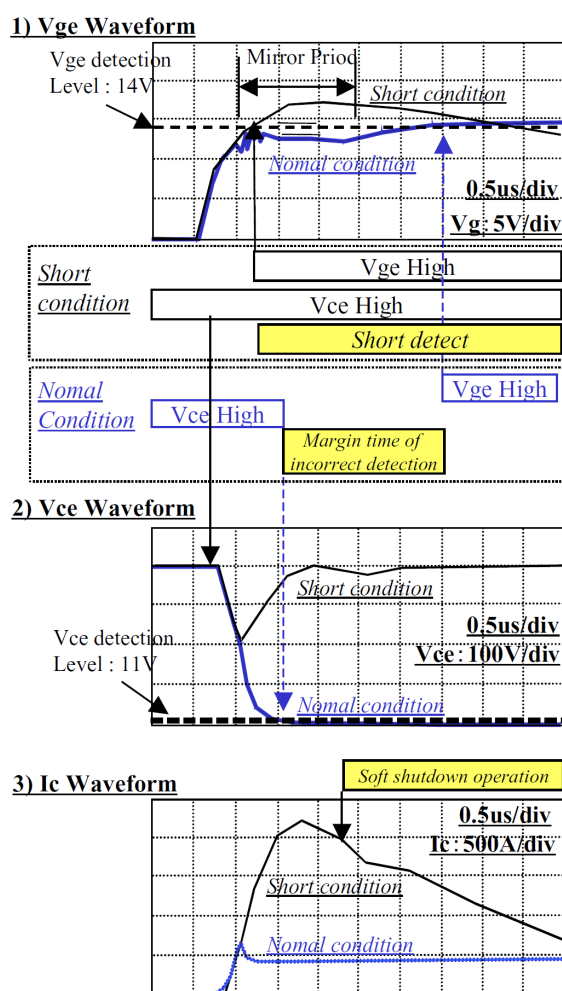 1) Vge Waveform
Vge detection
Level : 14V
Mirror Priod
Short condition
Nomal condition
0.5us/div
Vg:5V/div
Short
condition
Vge High
Vce High
Short detect
Nomal
Condition
Vge High
Vce High
Margin time of
incorrect detection
2) Vce Waveform
Short condition
0.5us/div
Vce:100V/div
Vce detection
Level : 11V
Nomal condition
3) Ic Waveform
Soft shutdown operation
0.5us/div
Ic:500A/div
Short condition
Nomal condition